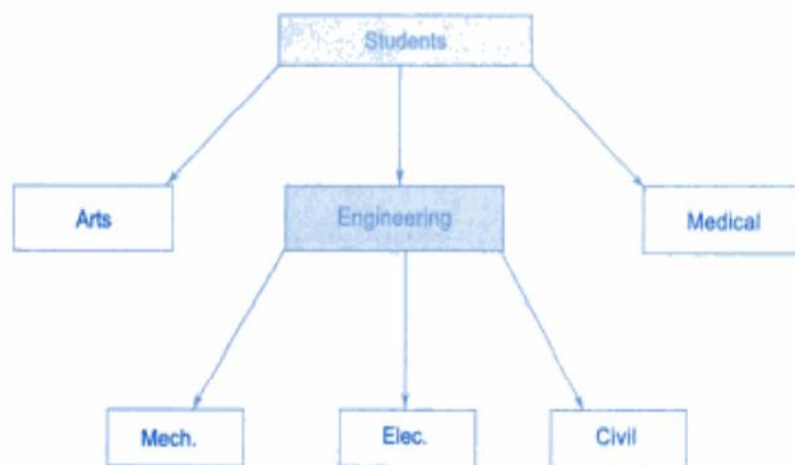 Students
Arts
Engineering
Medical
Mech.
Elec.
Civil